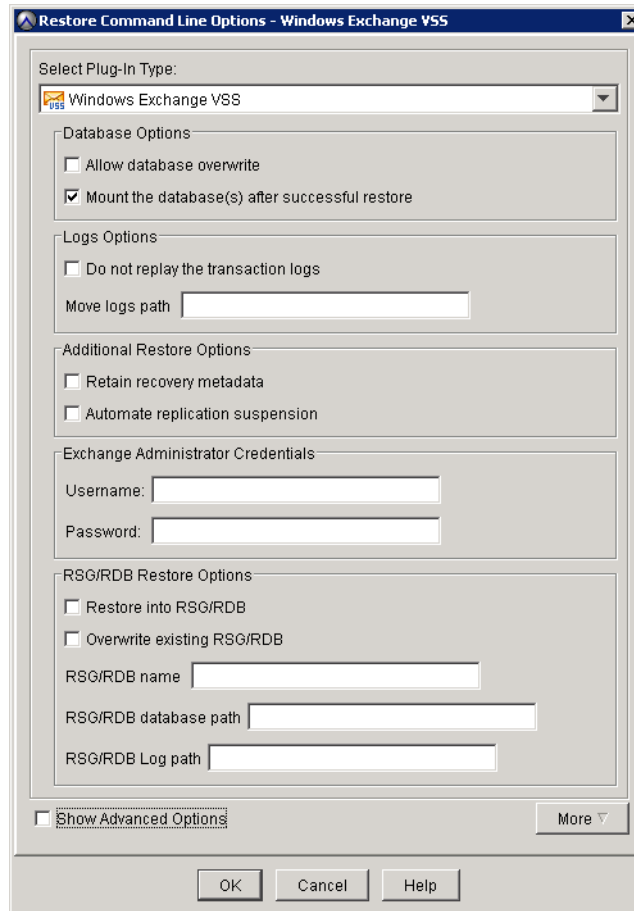 Restore Command Line Options - Windows Exchange VSS
Select Plug-In Type:
VSS Windows Exchange VSS
Database Options
Allow database overwrite
Mount the database(s) after successful restore
Logs Options
Do not replay the transaction logs
Move logs path
Additional Restore Options
Retain recovery metadata
Automate replication suspension
Exchange Administrator Credentials
Username:
Password:
RSG/RDB Restore Options
Restore into RSG/RDB
Overwrite existing RSG/RDB
RSG/RDB name
RSG/RDB database path
RSG/RDB Log path
Show Advanced Options
More
OK Cancel Help